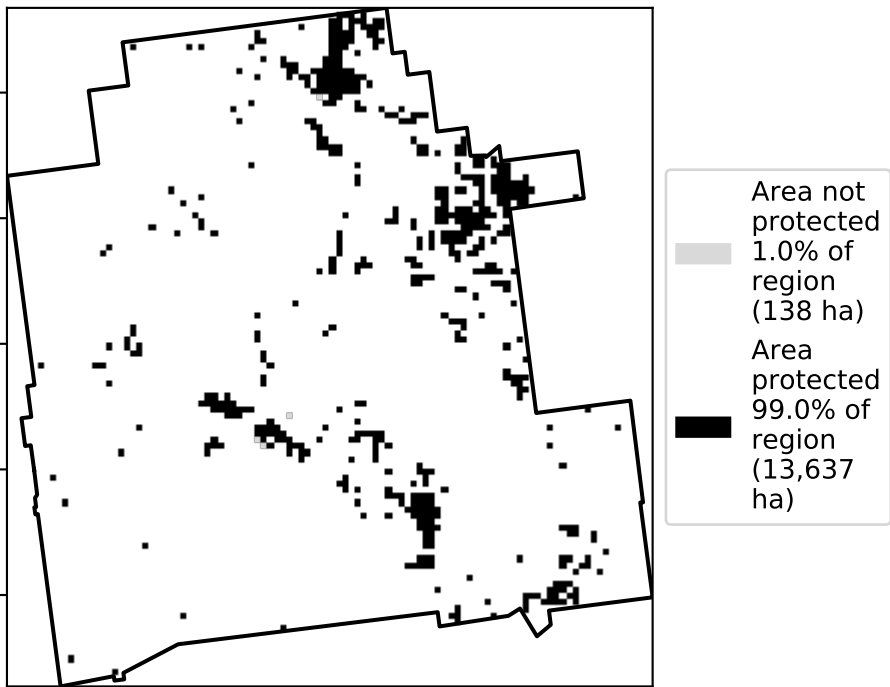 Area not
protected
1.0% of
region
(138 ha)
Area
protected
99.0% of
region
(13,637
ha)